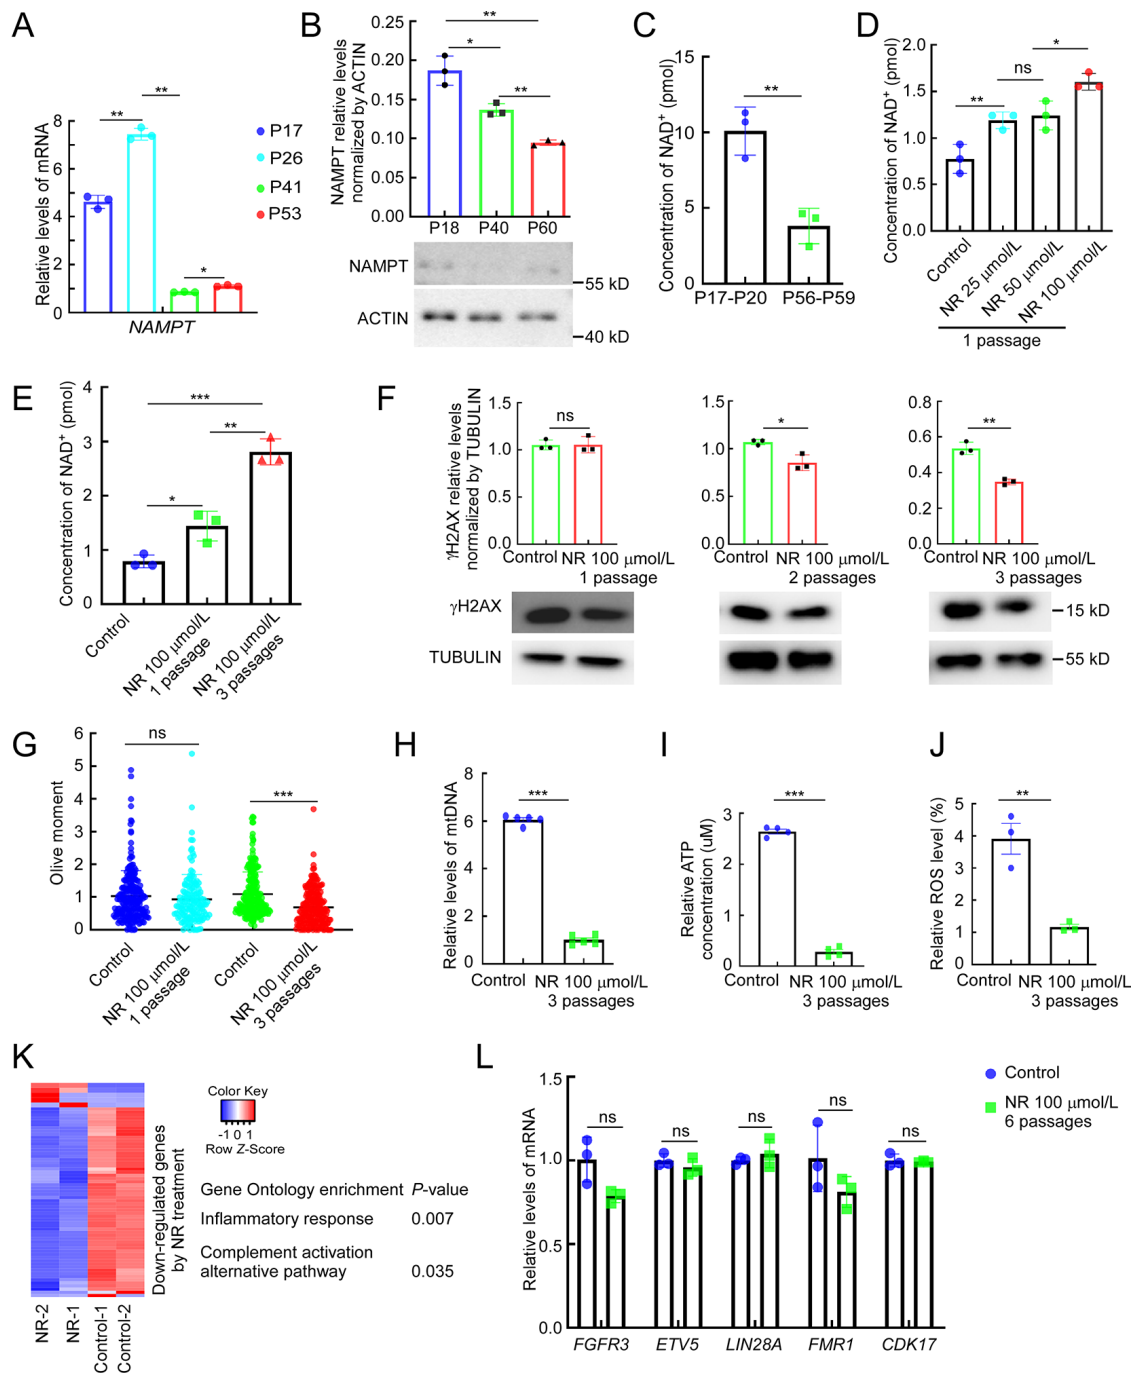 A
Relative levels of mRNA
8
6
4
2
0
**
**
*
NAMPT
P17
P26
P41
P53
B
NAMPT relative levels
normalized by ACTIN
0.25
0.20
0.15
0.10
0.05
0.00
**
*
**
P18 P40 P60
NAMPT
55 kD
ACTIN
40 kD
C
Concentration of NAD+ (pmol)
15
10
5
0
**
P17-P20 P56-P59
D
Concentration of NAD+ (pmol)
2.0
1.5
1.0
0.5
0.0
**
ns
*
Control
NR 25 μmol/L
NR 50 μmol/L
NR 100 μmol/L
1 passage
E
Concentration of NAD+ (pmol)
4
3
2
1
0
***
**
*
Control
NR 100 μmol/L
1 passage
NR 100 μmol/L
3 passages
F
γH2AX relative levels
normalized by TUBULIN
1.5
1.0
0.5
0.0
ns
Control NR 100 μmol/L
1 passage
1.5
1.0
0.5
0.0
*
Control NR 100 μmol/L
2 passages
0.8
0.6
0.4
0.2
0.0
**
Control NR 100 μmol/L
3 passages
γH2AX
15 kD
TUBULIN
55 kD
G
Olive moment
6
5
4
3
2
1
0
ns
***
Control
NR 100 μmol/L
1 passage
Control
NR 100 μmol/L
3 passages
H
Relative levels of mtDNA
8
6
4
2
0
***
Control NR 100 μmol/L
3 passages
I
Relative ATP
concentration (uM)
3
2
1
0
***
Control NR 100 μmol/L
3 passages
J
Relative ROS level (%)
5
4
3
2
1
0
**
Control NR 100 μmol/L
3 passages
K
Down-regulated genes
by NR treatment
NR-2
NR-1
Control-1
Control-2
Color Key
-1 0 1
Row Z-Score
Gene Ontology enrichment P-value
Inflammatory response 0.007
Complement activation
alternative pathway 0.035
L
Relative levels of mRNA
1.5
1.0
0.5
0.0
ns
ns
ns
ns
ns
FGFR3 ETV5 LIN28A FMR1 CDK17
Control
NR 100 μmol/L
6 passages